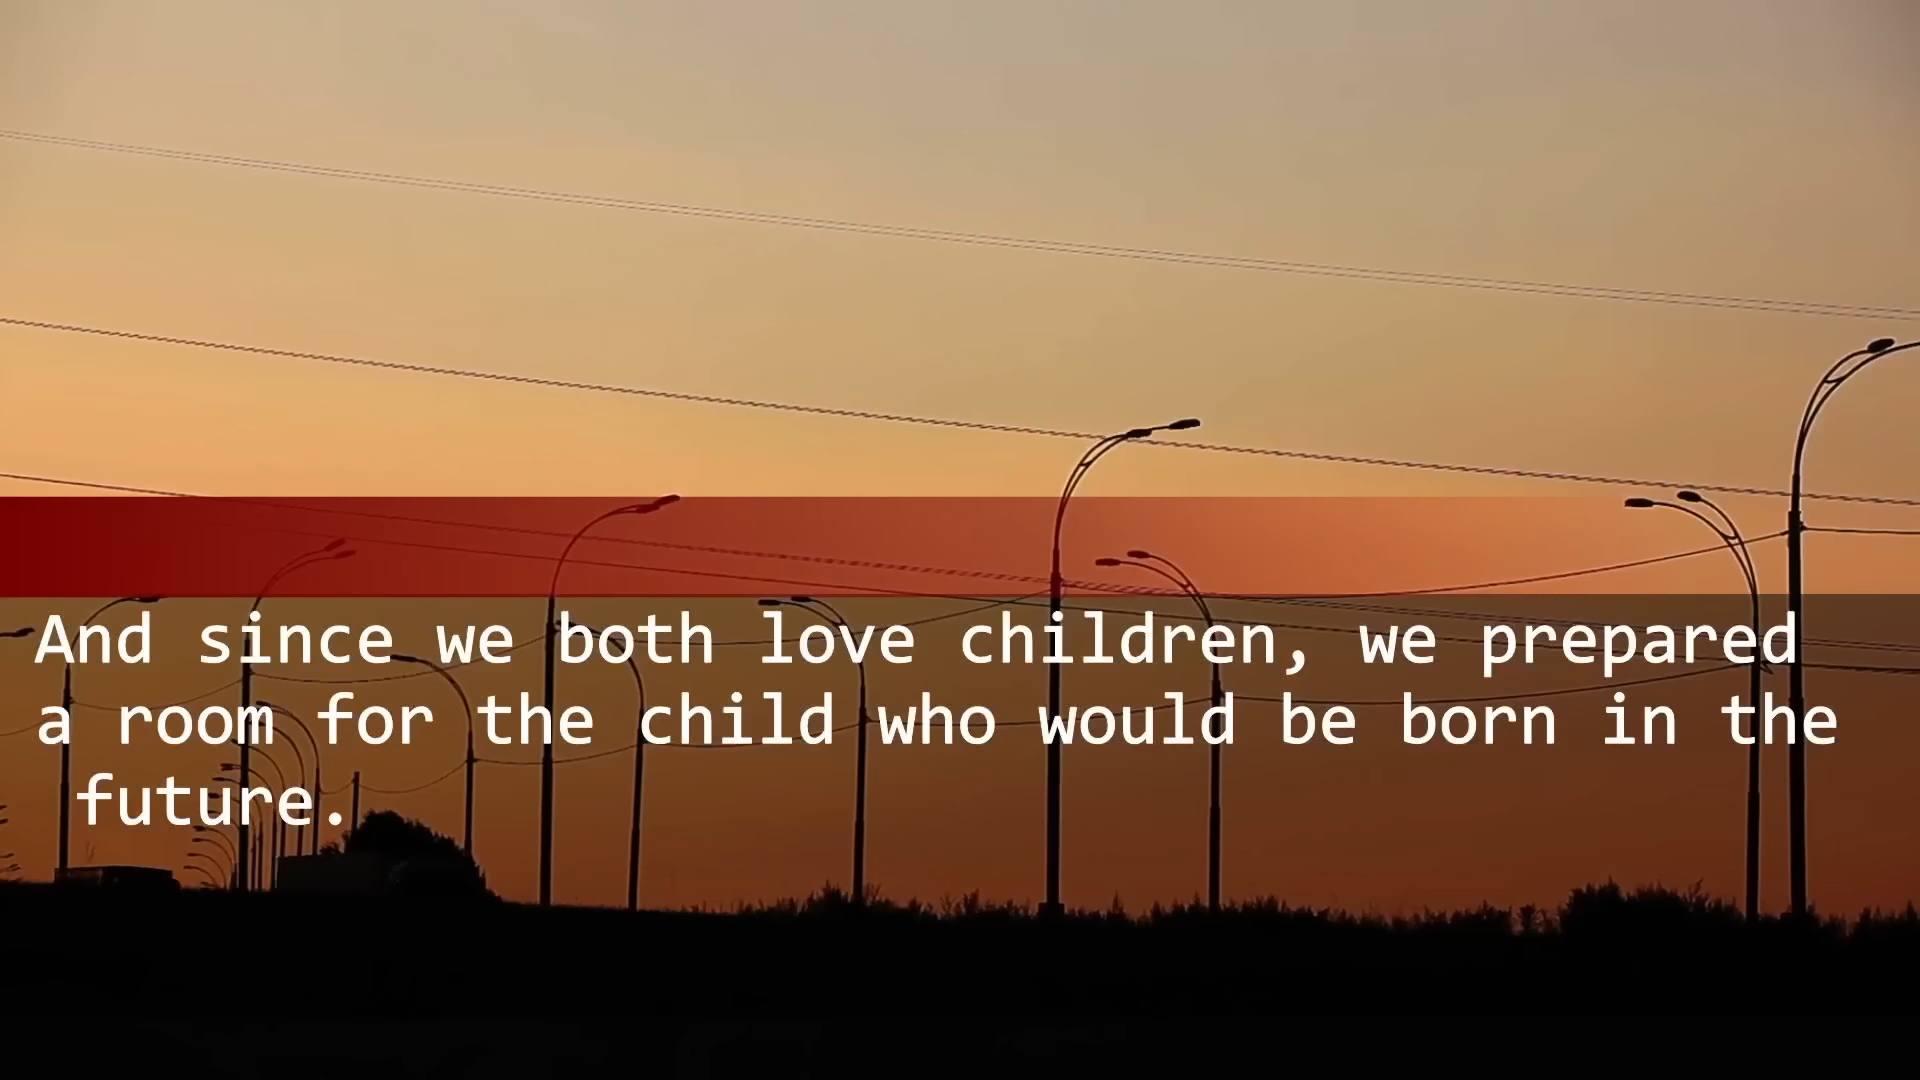 And since we both love children, we prepared
a room for the child who would be born in the
future.